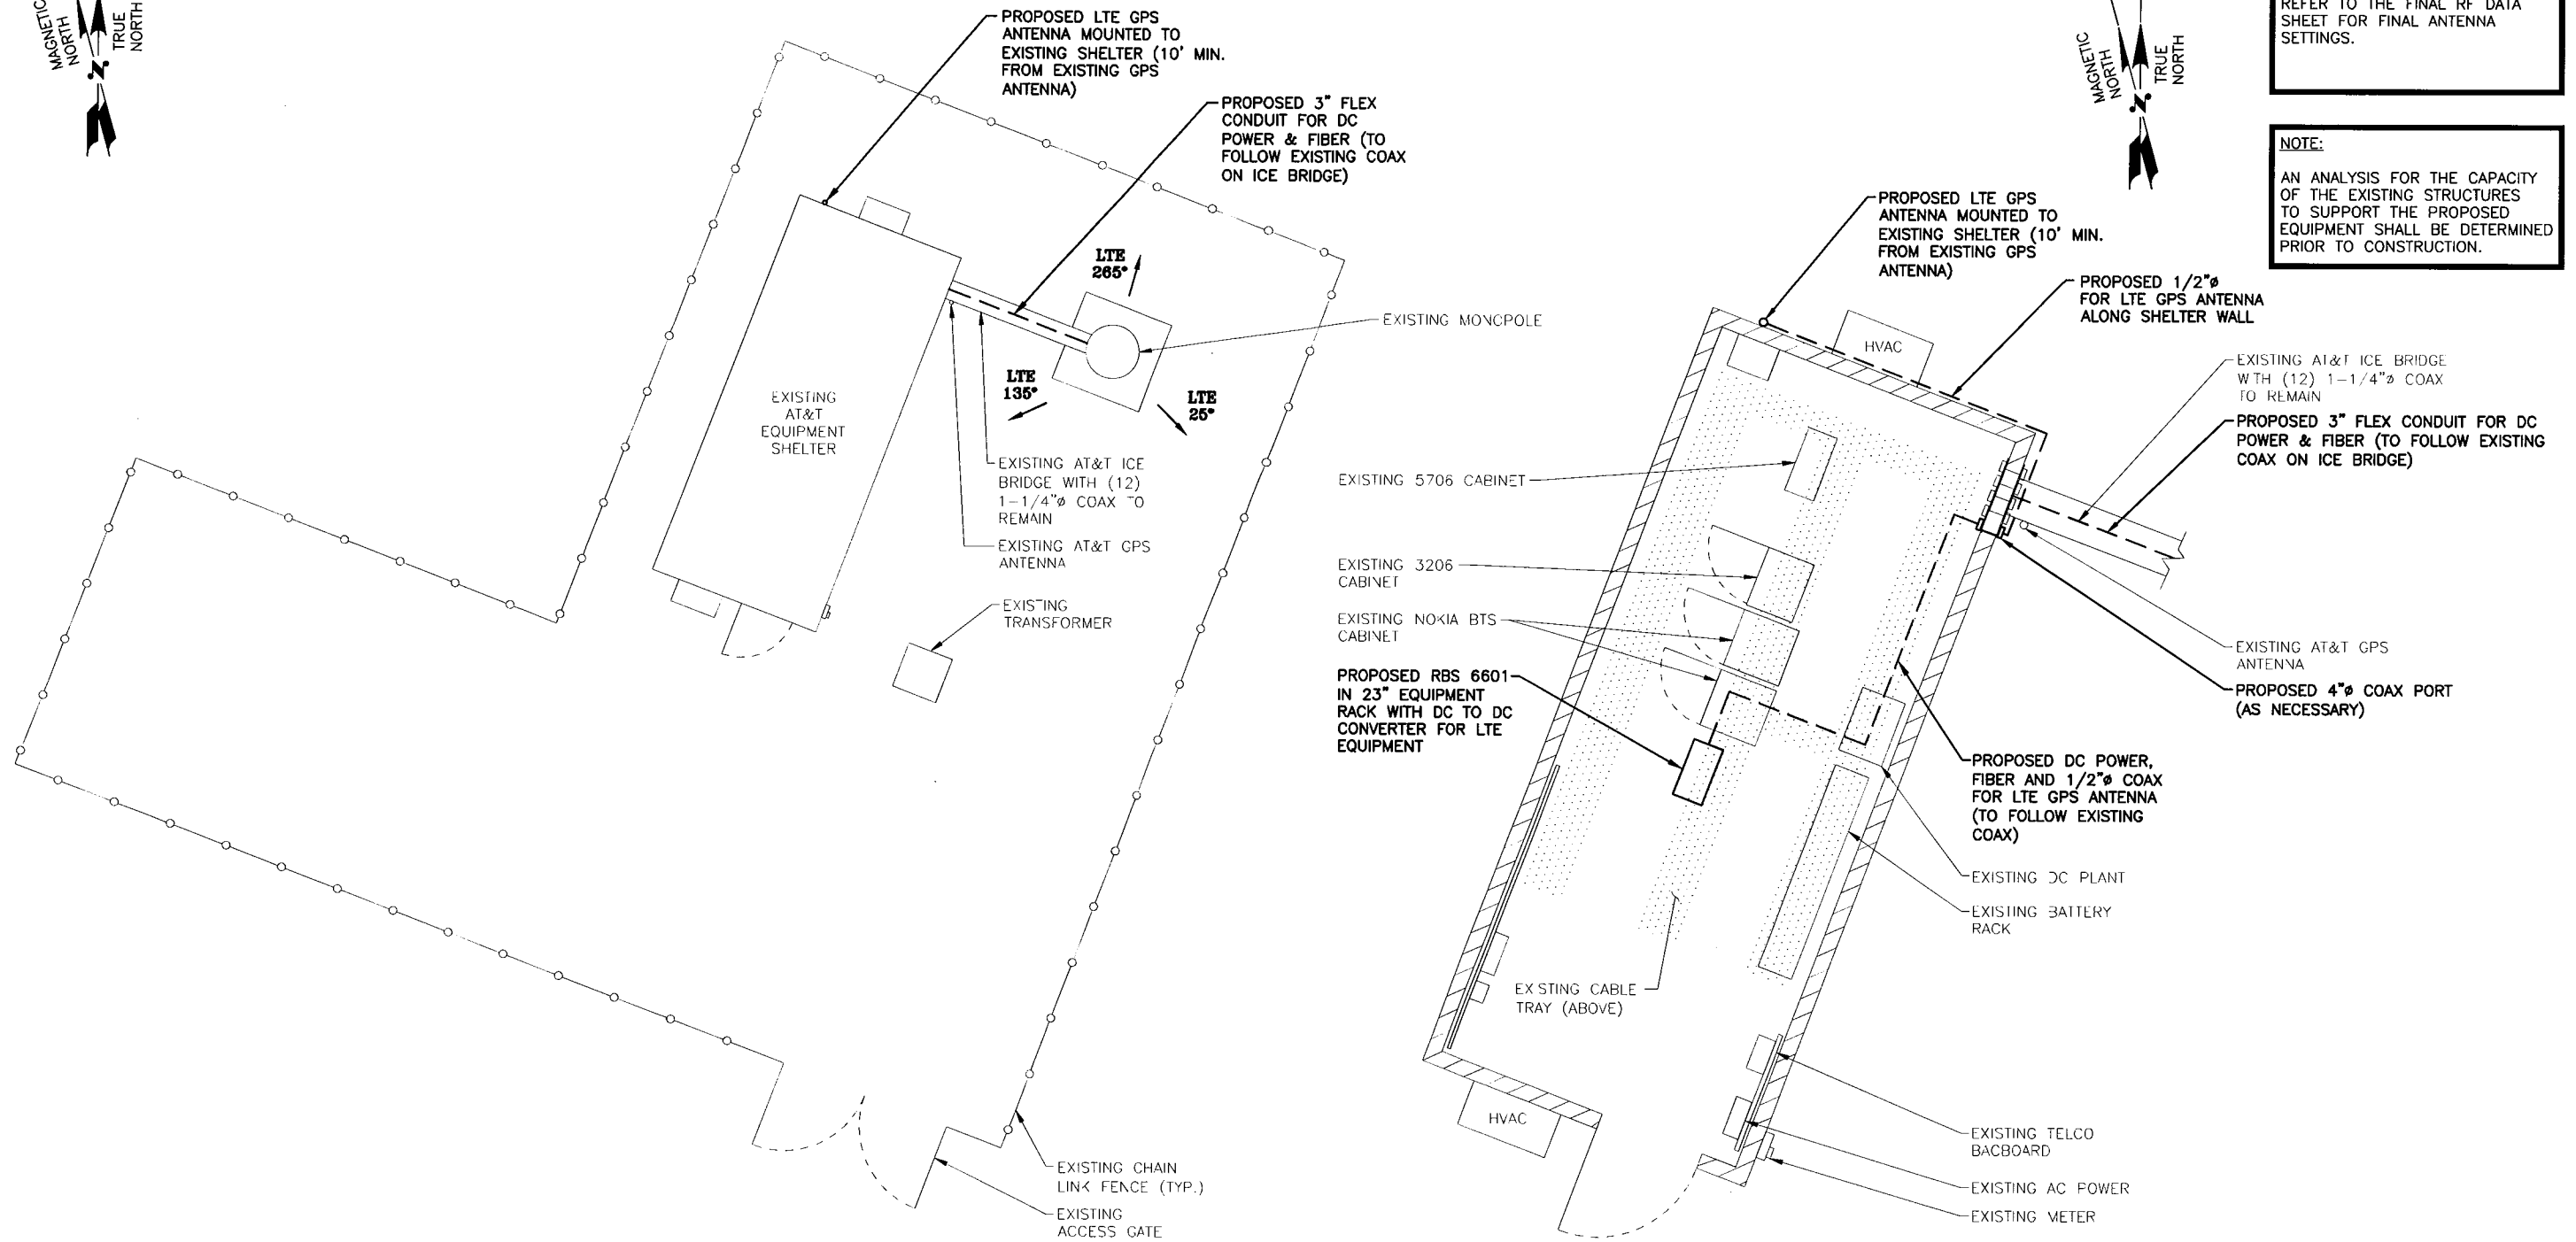 MAGNETIC
NORTH
TRUE
NORTH
N
PROPOSED LTE GPS
ANTENNA MOUNTED TO
EXISTING SHELTER (10' MIN.
FROM EXISTING GPS
ANTENNA)
PROPOSED 3" FLEX
CONDUIT FOR DC
POWER & FIBER (TO
FOLLOW EXISTING COAX
ON ICE BRIDGE)
LTE
265°
EXISTING MONOPOLE
LTE
135°
LTE
25°
EXISTING
AT&T
EQUIPMENT
SHELTER
EXISTING AT&T ICE
BRIDGE WITH (12)
1-1/4"ø COAX TO
REMAIN
EXISTING AT&T GPS
ANTENNA
EXISTING
TRANSFORMER
EXISTING CHAIN
LINK FENCE (TYP.)
EXISTING
ACCESS GATE
MAGNETIC
NORTH
TRUE
NORTH
N
REFER TO THE FINAL RF DATA
SHEET FOR FINAL ANTENNA
SETTINGS.
NOTE:
AN ANALYSIS FOR THE CAPACITY
OF THE EXISTING STRUCTURES
TO SUPPORT THE PROPOSED
EQUIPMENT SHALL BE DETERMINED
PRIOR TO CONSTRUCTION.
PROPOSED LTE GPS
ANTENNA MOUNTED TO
EXISTING SHELTER (10' MIN.
FROM EXISTING GPS
ANTENNA)
PROPOSED 1/2"ø
FOR LTE GPS ANTENNA
ALONG SHELTER WALL
HVAC
EXISTING AT&T ICE BRIDGE
WITH (12) 1-1/4"ø COAX
TO REMAIN
PROPOSED 3" FLEX CONDUIT FOR DC
POWER & FIBER (TO FOLLOW EXISTING
COAX ON ICE BRIDGE)
EXISTING 5706 CABINET
EXISTING 3206
CABINET
EXISTING NOKIA BTS
CABINET
PROPOSED RBS 6601
IN 23" EQUIPMENT
RACK WITH DC TO DC
CONVERTER FOR LTE
EQUIPMENT
EXISTING AT&T GPS
ANTENNA
PROPOSED 4"ø COAX PORT
(AS NECESSARY)
PROPOSED DC POWER,
FIBER AND 1/2"ø COAX
FOR LTE GPS ANTENNA
(TO FOLLOW EXISTING
COAX)
EXISTING DC PLANT
EXISTING BATTERY
RACK
EXISTING CABLE
TRAY (ABOVE)
HVAC
EXISTING TELCO
BACBOARD
EXISTING AC POWER
EXISTING METER